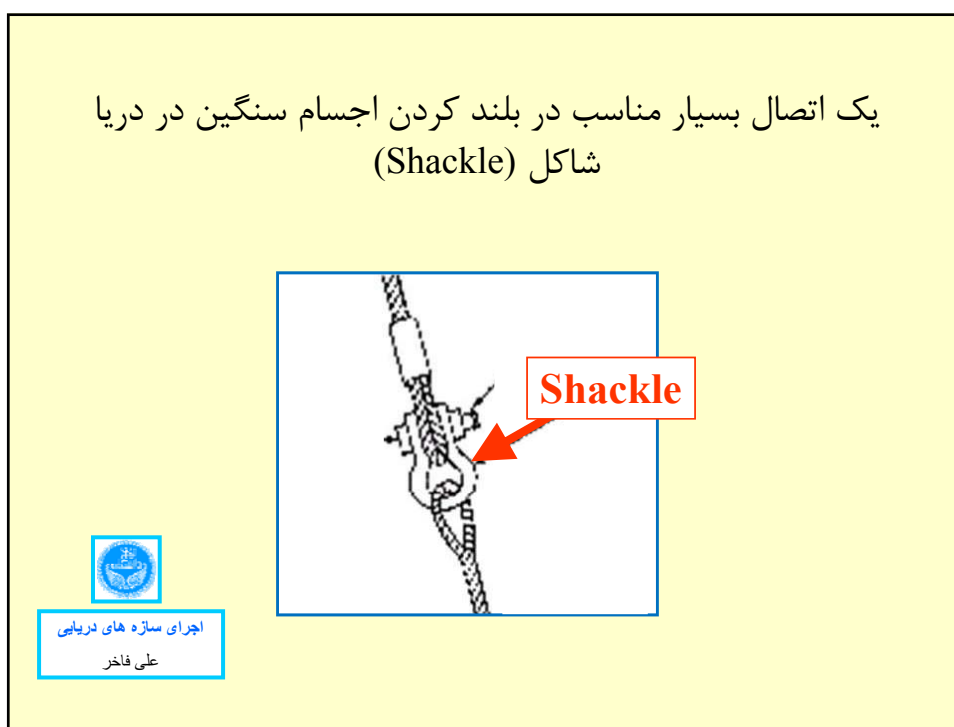 یک اتصال بسیار مناسب در بلند کردن اجسام سنگین در دریا
شاکل (Shackle)
Shackle
اجرای سازه های دریایی
علی فاخر